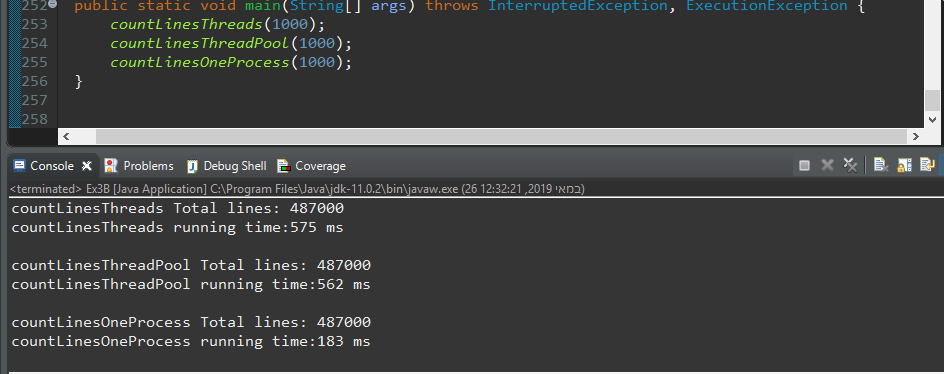 252 public static void main(String[] args) throws InterruptedException, ExecutionException {
253 countLinesThreads(1000);
254 countLinesThreadPool(1000);
255 countLinesOneProcess(1000);
256 }
257
258
Console Problems Debug Shell Coverage
<terminated> Ex3B [Java Application] C:\Program Files\Java\jdk-11.0.2\bin\javaw.exe (26 במאי 2019, 12:32:21)
countLinesThreads Total lines: 487000
countLinesThreads running time:575 ms
countLinesThreadPool Total lines: 487000
countLinesThreadPool running time:562 ms
countLinesOneProcess Total lines: 487000
countLinesOneProcess running time:183 ms